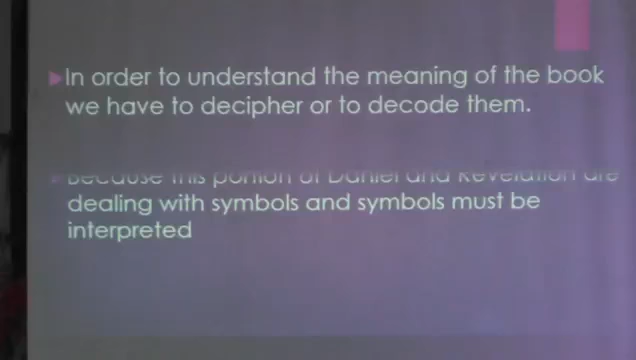 In order to understand the meaning of the book
we have to decipher or to decode them.
Because this portion of Daniel and Revelation are
dealing with symbols and symbols must be
interpreted